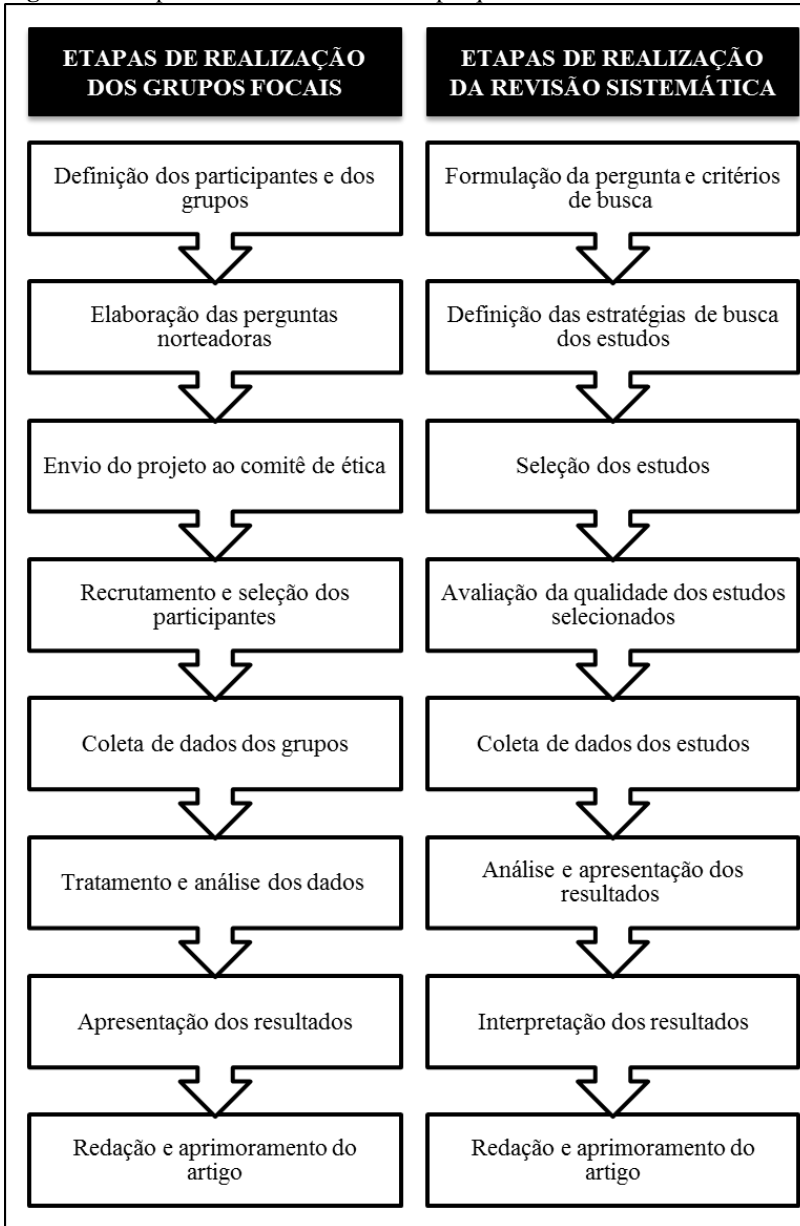 ETAPAS DE REALIZAÇÃO
DOS GRUPOS FOCAIS
Definição dos participantes e dos
grupos
Elaboração das perguntas
norteadoras
Envio do projeto ao comitê de ética
Recrutamento e seleção dos
participantes
Coleta de dados dos grupos
Tratamento e análise dos dados
Apresentação dos resultados
Redação e aprimoramento do
artigo
ETAPAS DE REALIZAÇÃO
DA REVISÃO SISTEMÁTICA
Formulação da pergunta e critérios
de busca
Definição das estratégias de busca
dos estudos
Seleção dos estudos
Avaliação da qualidade dos estudos
selecionados
Coleta de dados dos estudos
Análise e apresentação dos
resultados
Interpretação dos resultados
Redação e aprimoramento do
artigo